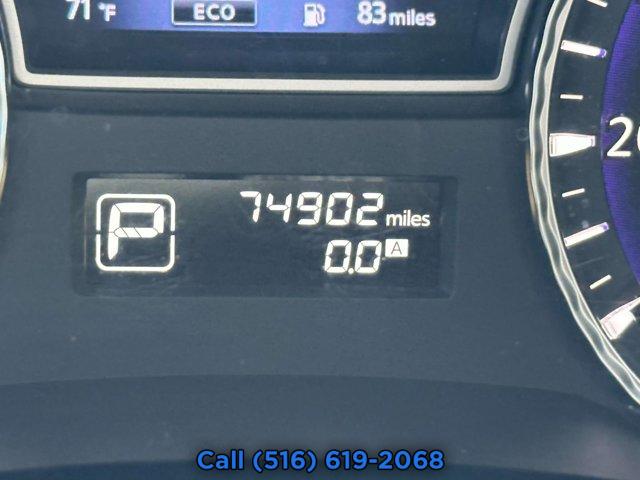 71 °F ECO 83 miles
P 74902 miles
0.0 A
Call (516) 619-2068